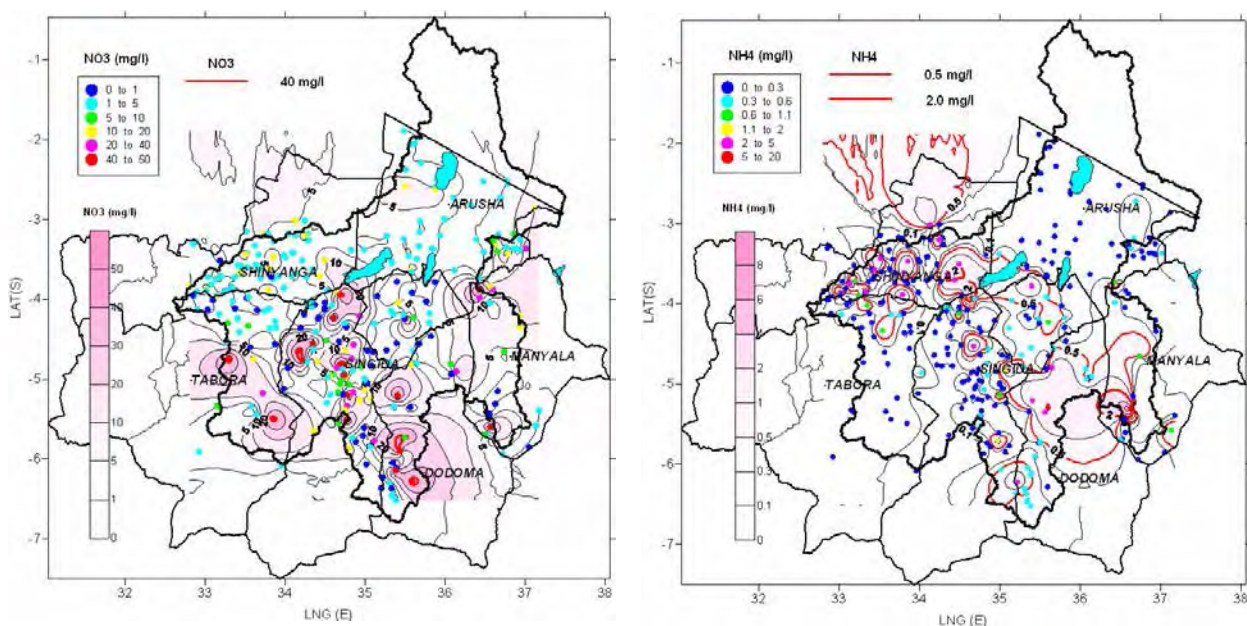 NO3 (mg/l)
0 to 1
1 to 5
5 to 10
10 to 20
20 to 40
40 to 50
NO3
40 mg/l
NO3 (mg/l)
50
40
30
20
10
5
1
0
ARUSHA
SHINYANGA
SINGIDA
MANYALA
TABORA
DODOMA
-1
-2
-3
-4
-5
-6
-7
LAT(S)
32
33
34
35
36
37
38
LNG (E)
NH4 (mg/l)
0 to 0.3
0.3 to 0.6
0.6 to 1.1
1.1 to 2
2 to 5
5 to 20
NH4
0.5 mg/l
2.0 mg/l
NH4 (mg/l)
8
6
4
2
1
0.5
0.3
0.1
0
ARUSHA
SHINYANGA
SINGIDA
MANYALA
TABORA
DODOMA
-1
-2
-3
-4
-5
-6
-7
LAT(S)
32
33
34
35
36
37
38
LNG (E)